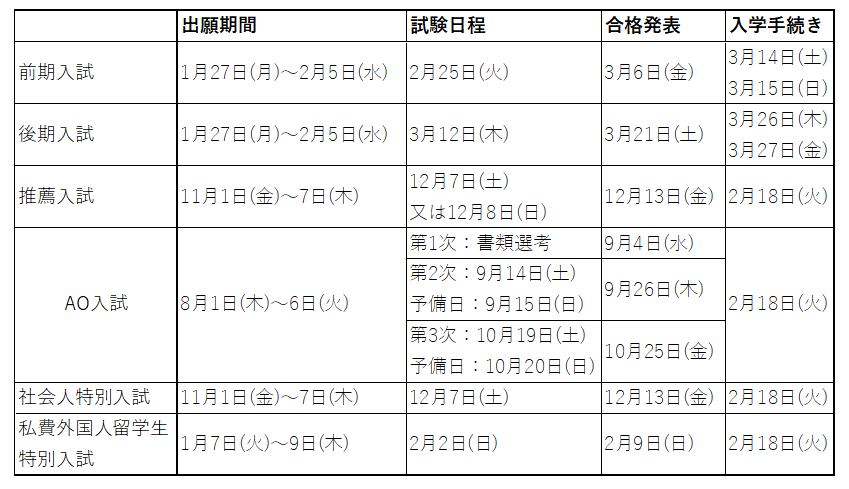 出願期間 試験日程 合格発表 入学手続き
前期入試 1月27日(月)～2月5日(水) 2月25日(火) 3月6日(金) 3月14日(土)
3月15日(日)
後期入試 1月27日(月)～2月5日(水) 3月12日(木) 3月21日(土) 3月26日(木)
3月27日(金)
推薦入試 11月1日(金)～7日(木) 12月7日(土)
又は12月8日(日) 12月13日(金) 2月18日(火)
AO入試 8月1日(木)～6日(火) 第1次：書類選考 9月4日(水)
第2次：9月14日(土)
予備日：9月15日(日) 9月26日(木)
第3次：10月19日(土)
予備日：10月20日(日) 10月25日(金)
2月18日(火)
社会人特別入試 11月1日(金)～7日(木) 12月7日(土) 12月13日(金) 2月18日(火)
私費外国人留学生
特別入試 1月7日(火)～9日(木) 2月2日(日) 2月9日(日) 2月18日(火)